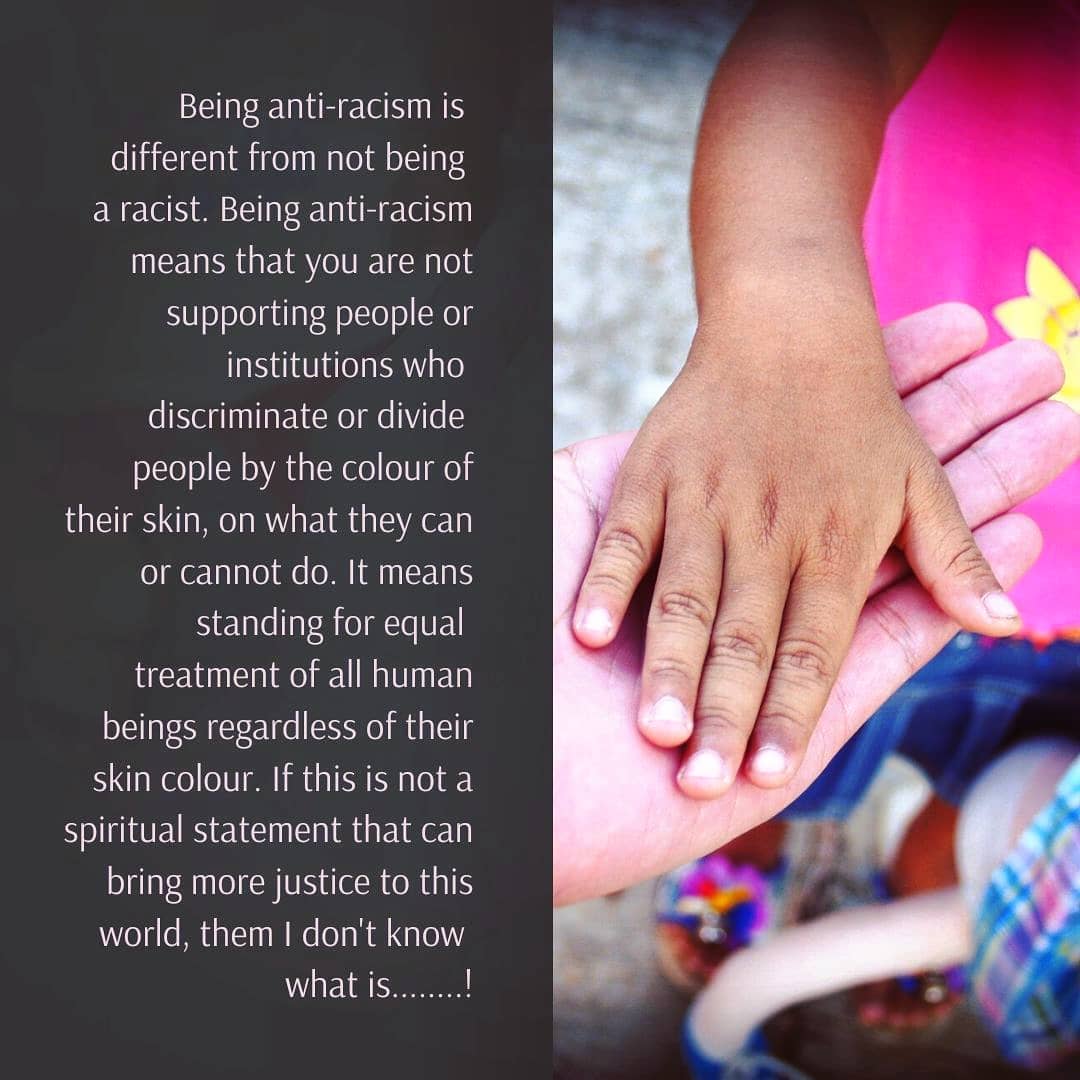 Being anti-racism is
different from not being
a racist. Being anti-racism
means that you are not
supporting people or
institutions who
discriminate or divide
people by the colour of
their skin, on what they can
or cannot do. It means
standing for equal
treatment of all human
beings regardless of their
skin colour. If this is not a
spiritual statement that can
bring more justice to this
world, them I don't know
what is........!